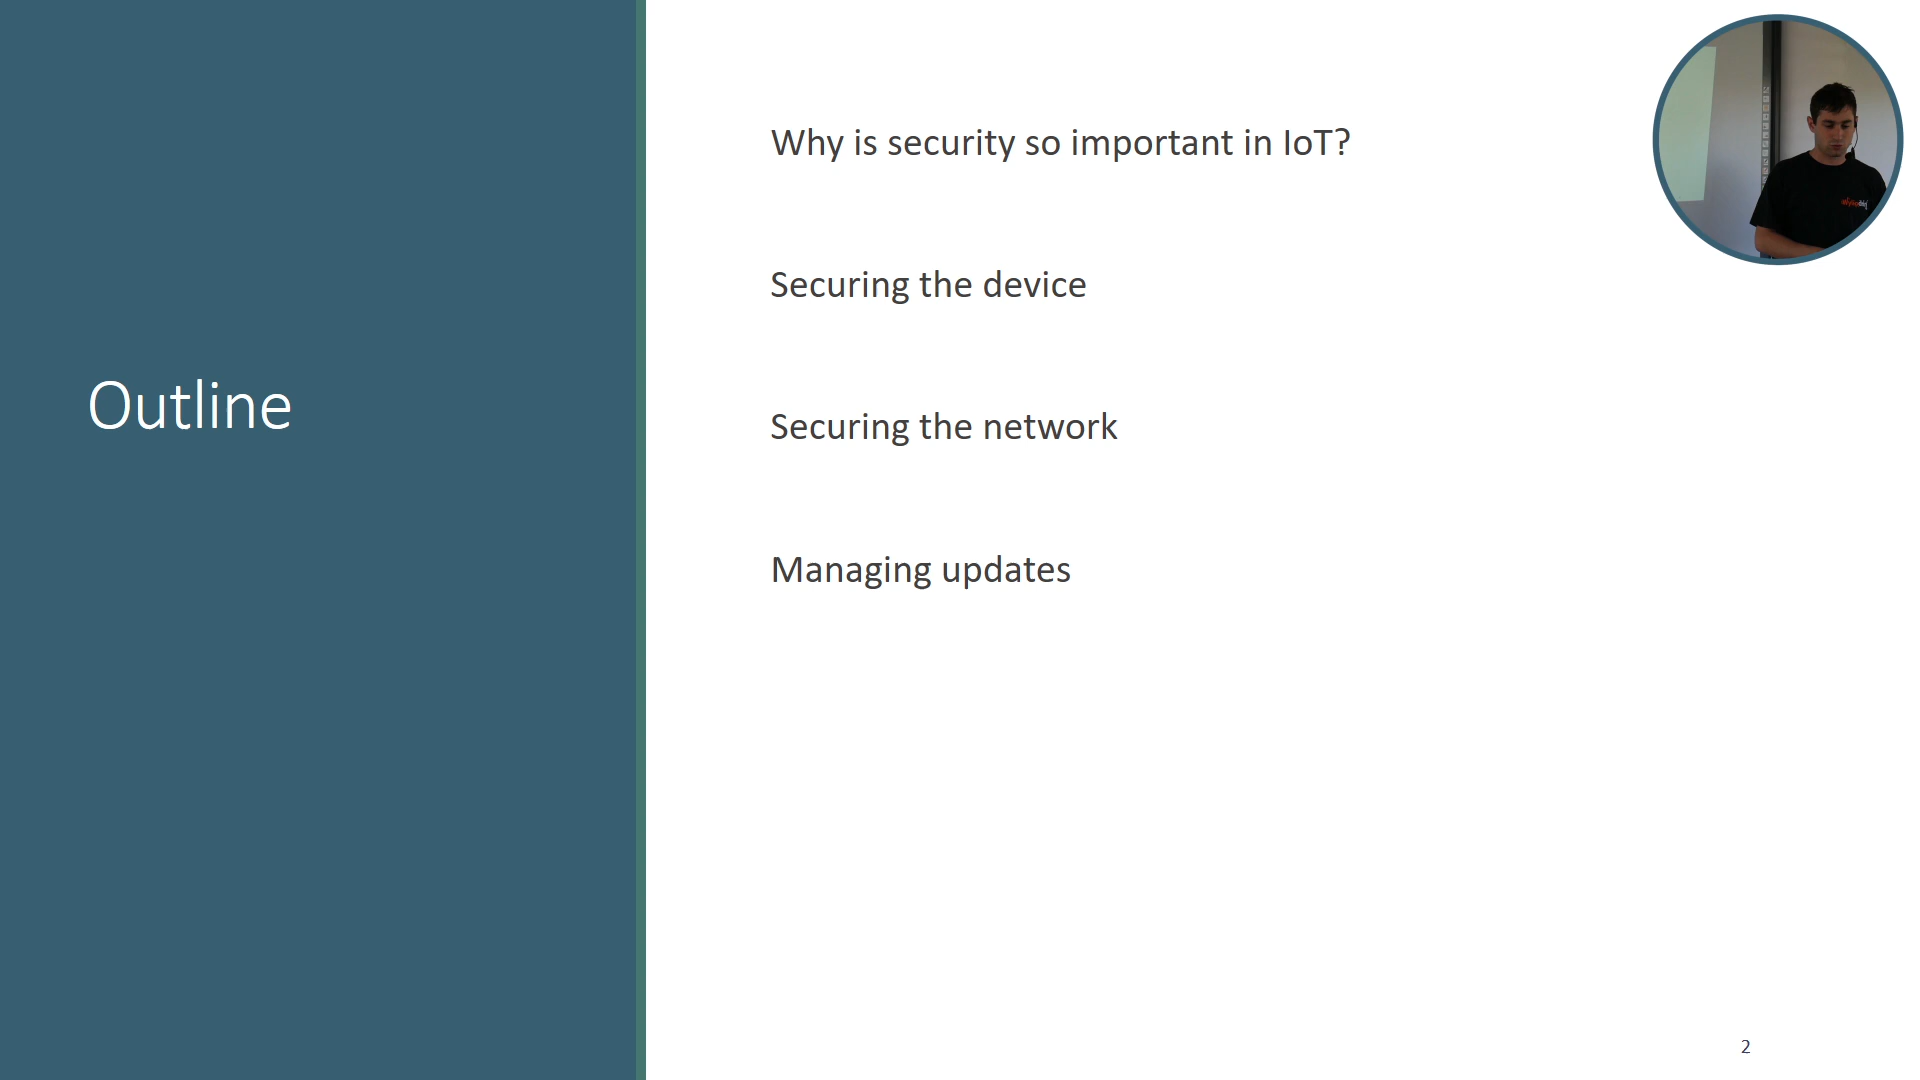 Outline
Why is security so important in IoT?
Securing the device
Securing the network
Managing updates
2